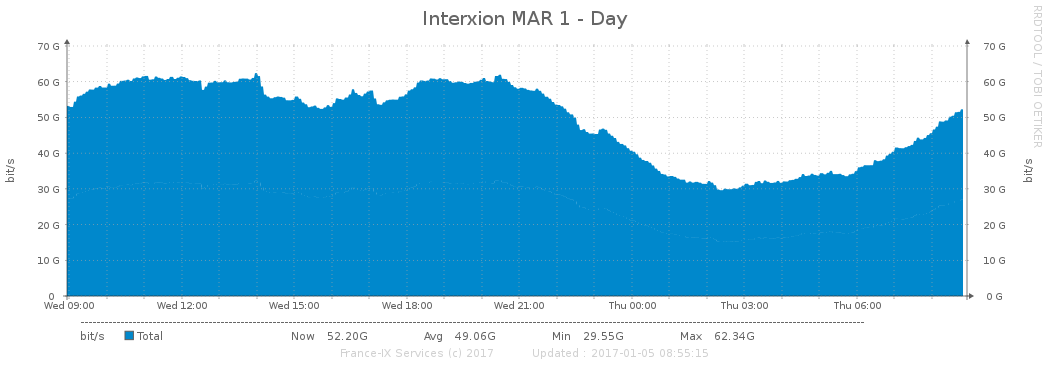 Interxion MAR 1 - Day
RRDTOOL / TOBI OETIKER
bit/s
70 G 70 G
60 G 60 G
50 G 50 G
40 G 40 G
30 G 30 G
20 G 20 G
10 G 10 G
0 0 G
bit/s
Wed 09:00 Wed 12:00 Wed 15:00 Wed 18:00 Wed 21:00 Thu 00:00 Thu 03:00 Thu 06:00
bit/s Total Now 52.20G Avg 49.06G Min 29.55G Max 62.34G
France-IX Services (c) 2017 Updated : 2017-01-05 08:55:15